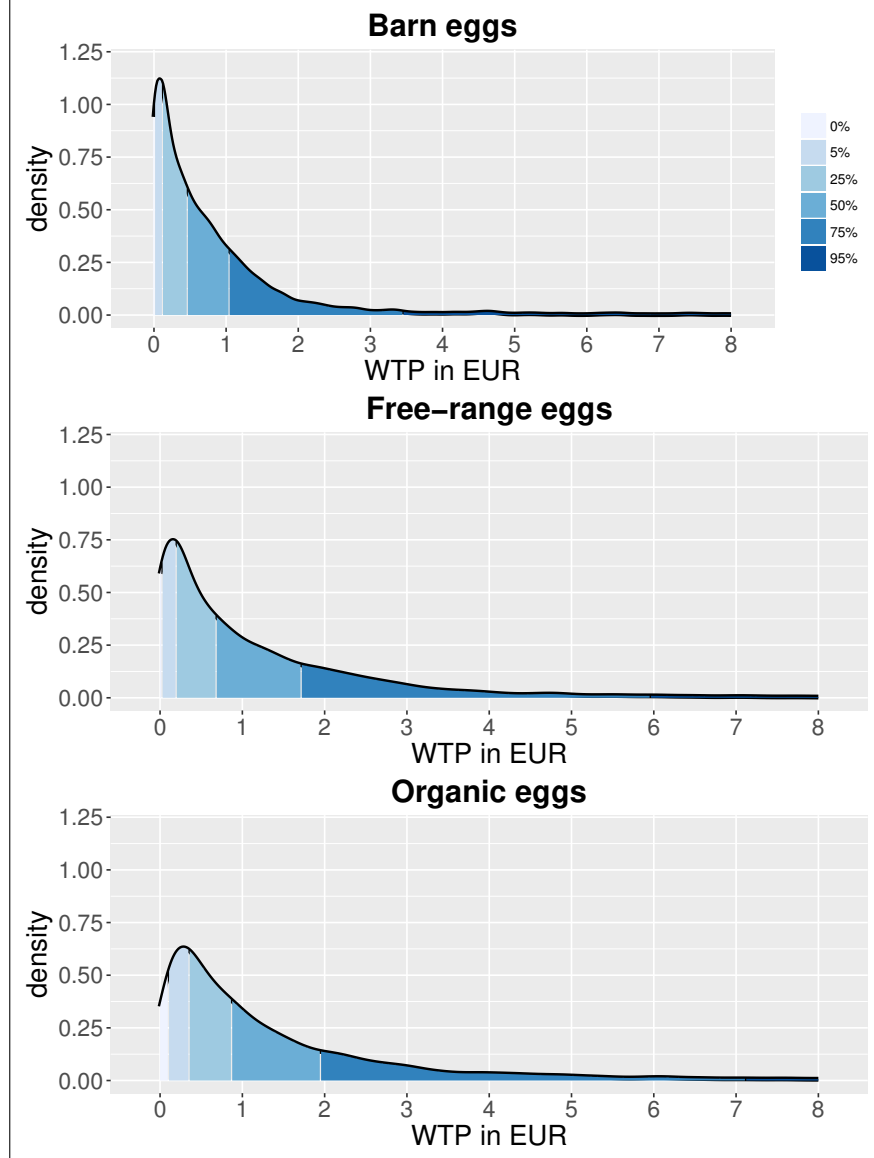 Barn eggs
1.25
1.00
0.75
0.50
0.25
0.00
density
0 1 2 3 4 5 6 7 8
WTP in EUR
0%
5%
25%
50%
75%
95%
Free−range eggs
1.25
1.00
0.75
0.50
0.25
0.00
density
0 1 2 3 4 5 6 7 8
WTP in EUR
Organic eggs
1.25
1.00
0.75
0.50
0.25
0.00
density
0 1 2 3 4 5 6 7 8
WTP in EUR